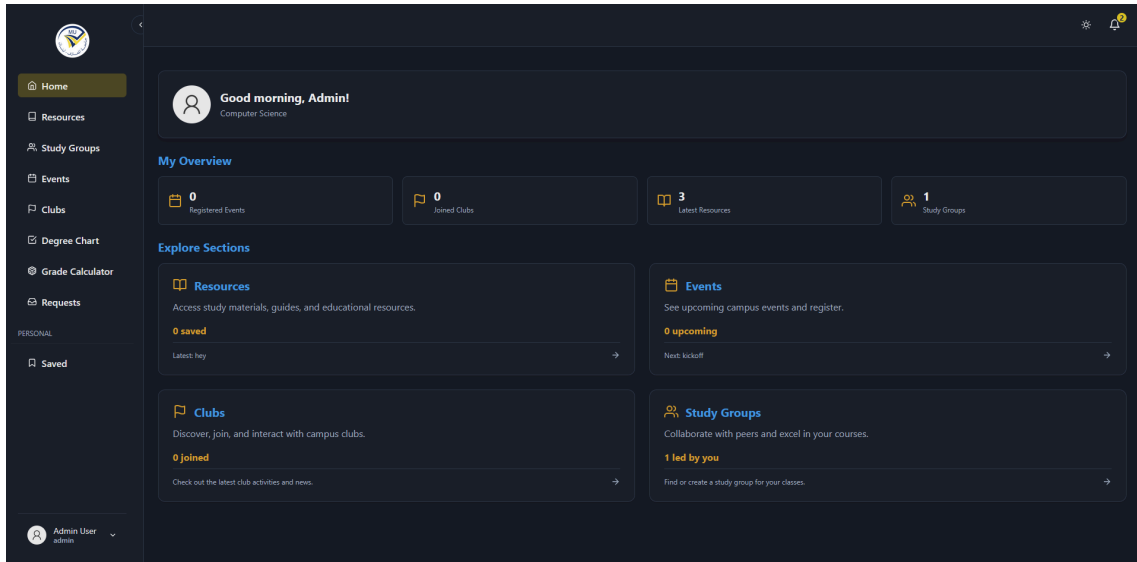 MU
2
Home
Resources
Study Groups
Events
Clubs
Degree Chart
Grade Calculator
Requests
PERSONAL
Saved
Admin User
admin
Good morning, Admin!
Computer Science
My Overview
0
Registered Events
0
Joined Clubs
3
Latest Resources
1
Study Groups
Explore Sections
Resources
Access study materials, guides, and educational resources.
0 saved
Latest: hey
Events
See upcoming campus events and register.
0 upcoming
Next: kickoff
Clubs
Discover, join, and interact with campus clubs.
0 joined
Check out the latest club activities and news.
Study Groups
Collaborate with peers and excel in your courses.
1 led by you
Find or create a study group for your classes.